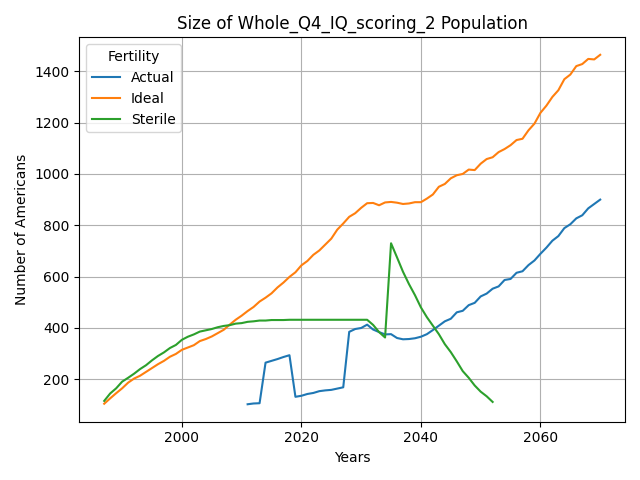 Size of Whole_Q4_IQ_scoring_2 Population
Fertility
Actual
Ideal
Sterile
Number of Americans
1400
1200
1000
800
600
400
200
2000
2020
2040
2060
Years